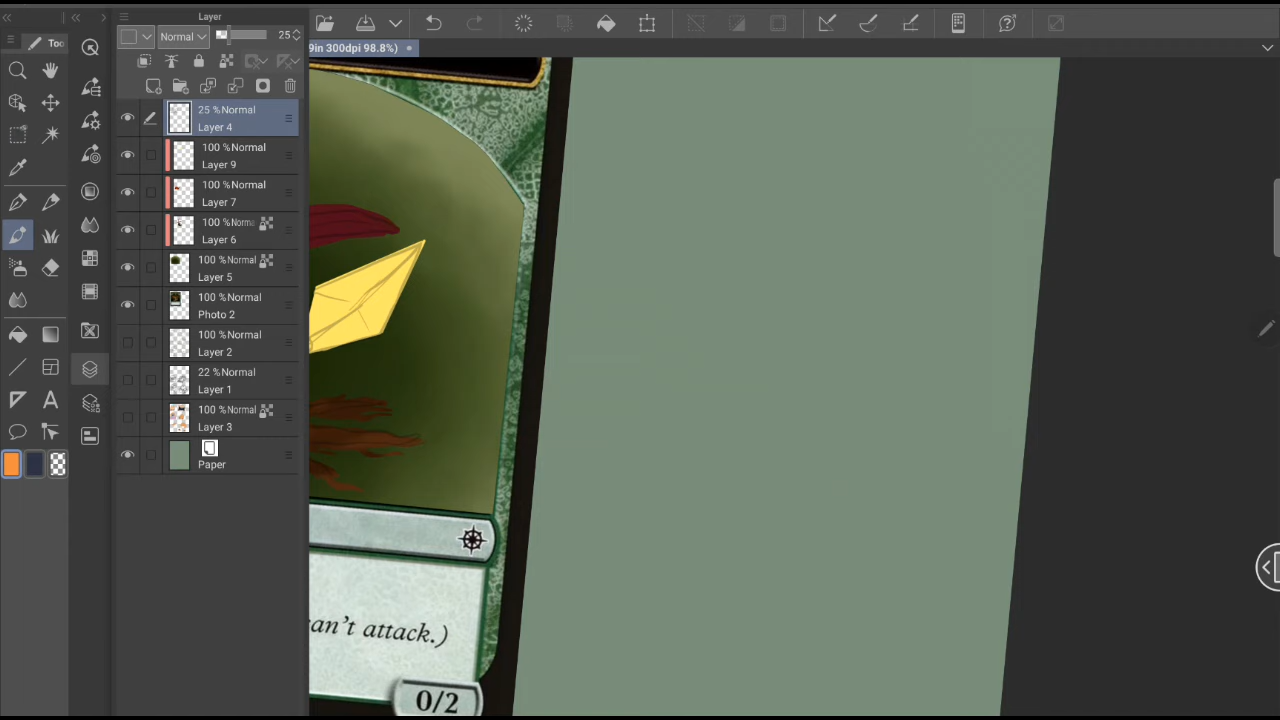 Layer
Too
Normal
25
9in 300dpi 98.8%)
25 %Normal
Layer 4
100 %Normal
Layer 9
100 %Normal
Layer 7
100 %Norma
Layer 6
100 %Normal
Layer 5
100 %Normal
Photo 2
100 %Normal
Layer 2
22 %Normal
Layer 1
100 %Normal
Layer 3
Paper
can't attack.)
0/2